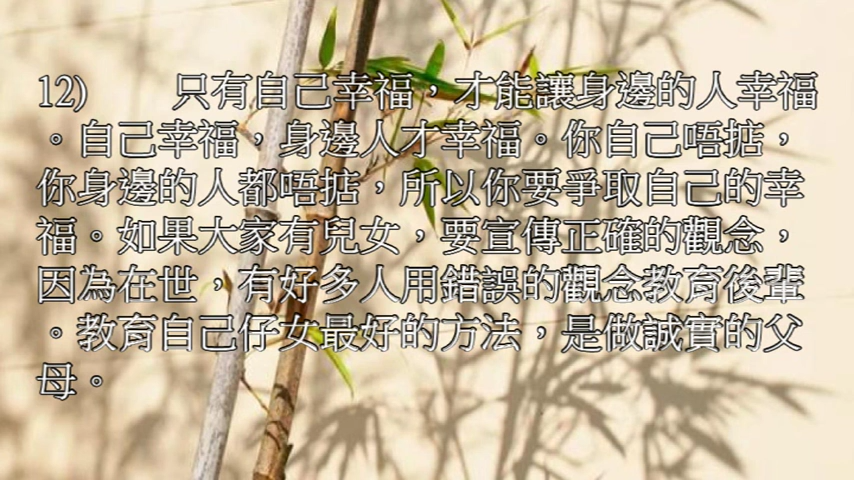 12)　　只有自己幸福，才能讓身邊的人幸福
。自己幸福，身邊人才幸福。你自己唔掂，
你身邊的人都唔掂，所以你要爭取自己的幸
福。如果大家有兒女，要宣傳正確的觀念，
因為在世，有好多人用錯誤的觀念教育後輩
。教育自己仔女最好的方法，是做誠實的父
母。